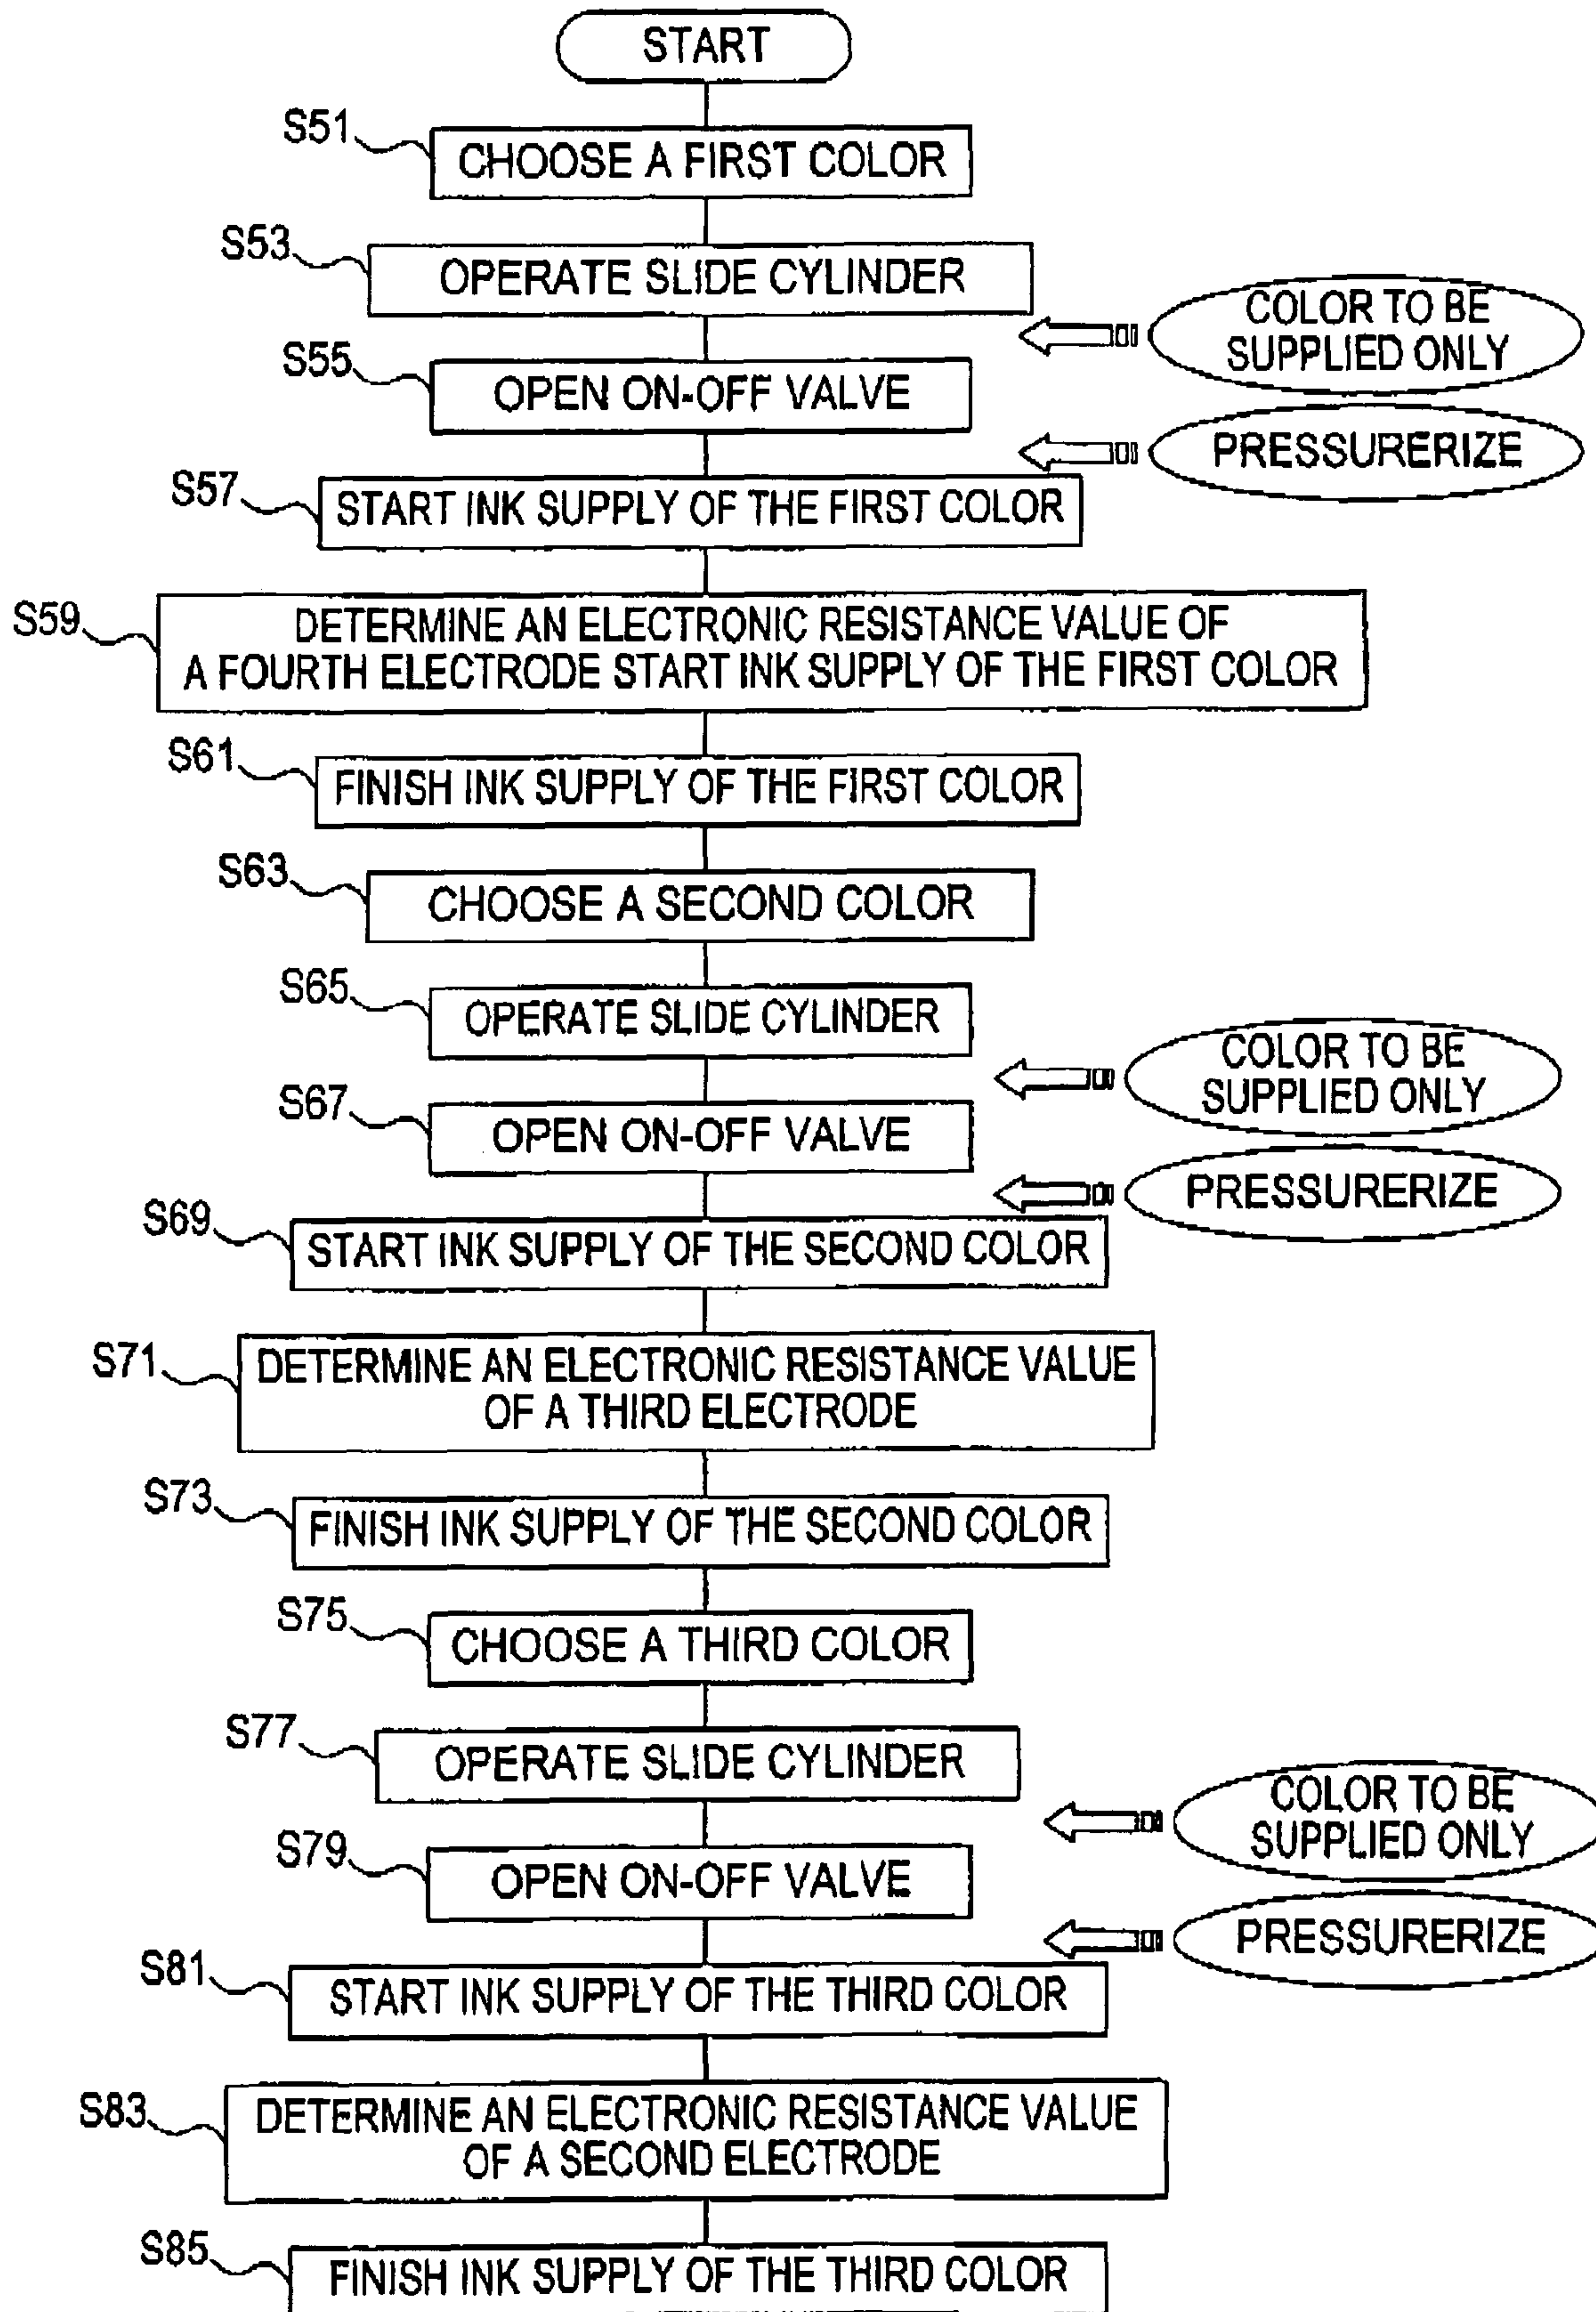 START
S51
CHOOSE A FIRST COLOR
S53
OPERATE SLIDE CYLINDER
COLOR TO BE
SUPPLIED ONLY
S55
OPEN ON-OFF VALVE
PRESSURERIZE
S57
START INK SUPPLY OF THE FIRST COLOR
S59
DETERMINE AN ELECTRONIC RESISTANCE VALUE OF
A FOURTH ELECTRODE START INK SUPPLY OF THE FIRST COLOR
S61
FINISH INK SUPPLY OF THE FIRST COLOR
S63
CHOOSE A SECOND COLOR
S65
OPERATE SLIDE CYLINDER
COLOR TO BE
SUPPLIED ONLY
S67
OPEN ON-OFF VALVE
PRESSURERIZE
S69
START INK SUPPLY OF THE SECOND COLOR
S71
DETERMINE AN ELECTRONIC RESISTANCE VALUE
OF A THIRD ELECTRODE
S73
FINISH INK SUPPLY OF THE SECOND COLOR
S75
CHOOSE A THIRD COLOR
S77
OPERATE SLIDE CYLINDER
COLOR TO BE
SUPPLIED ONLY
S79
OPEN ON-OFF VALVE
PRESSURERIZE
S81
START INK SUPPLY OF THE THIRD COLOR
S83
DETERMINE AN ELECTRONIC RESISTANCE VALUE
OF A SECOND ELECTRODE
S85
FINISH INK SUPPLY OF THE THIRD COLOR